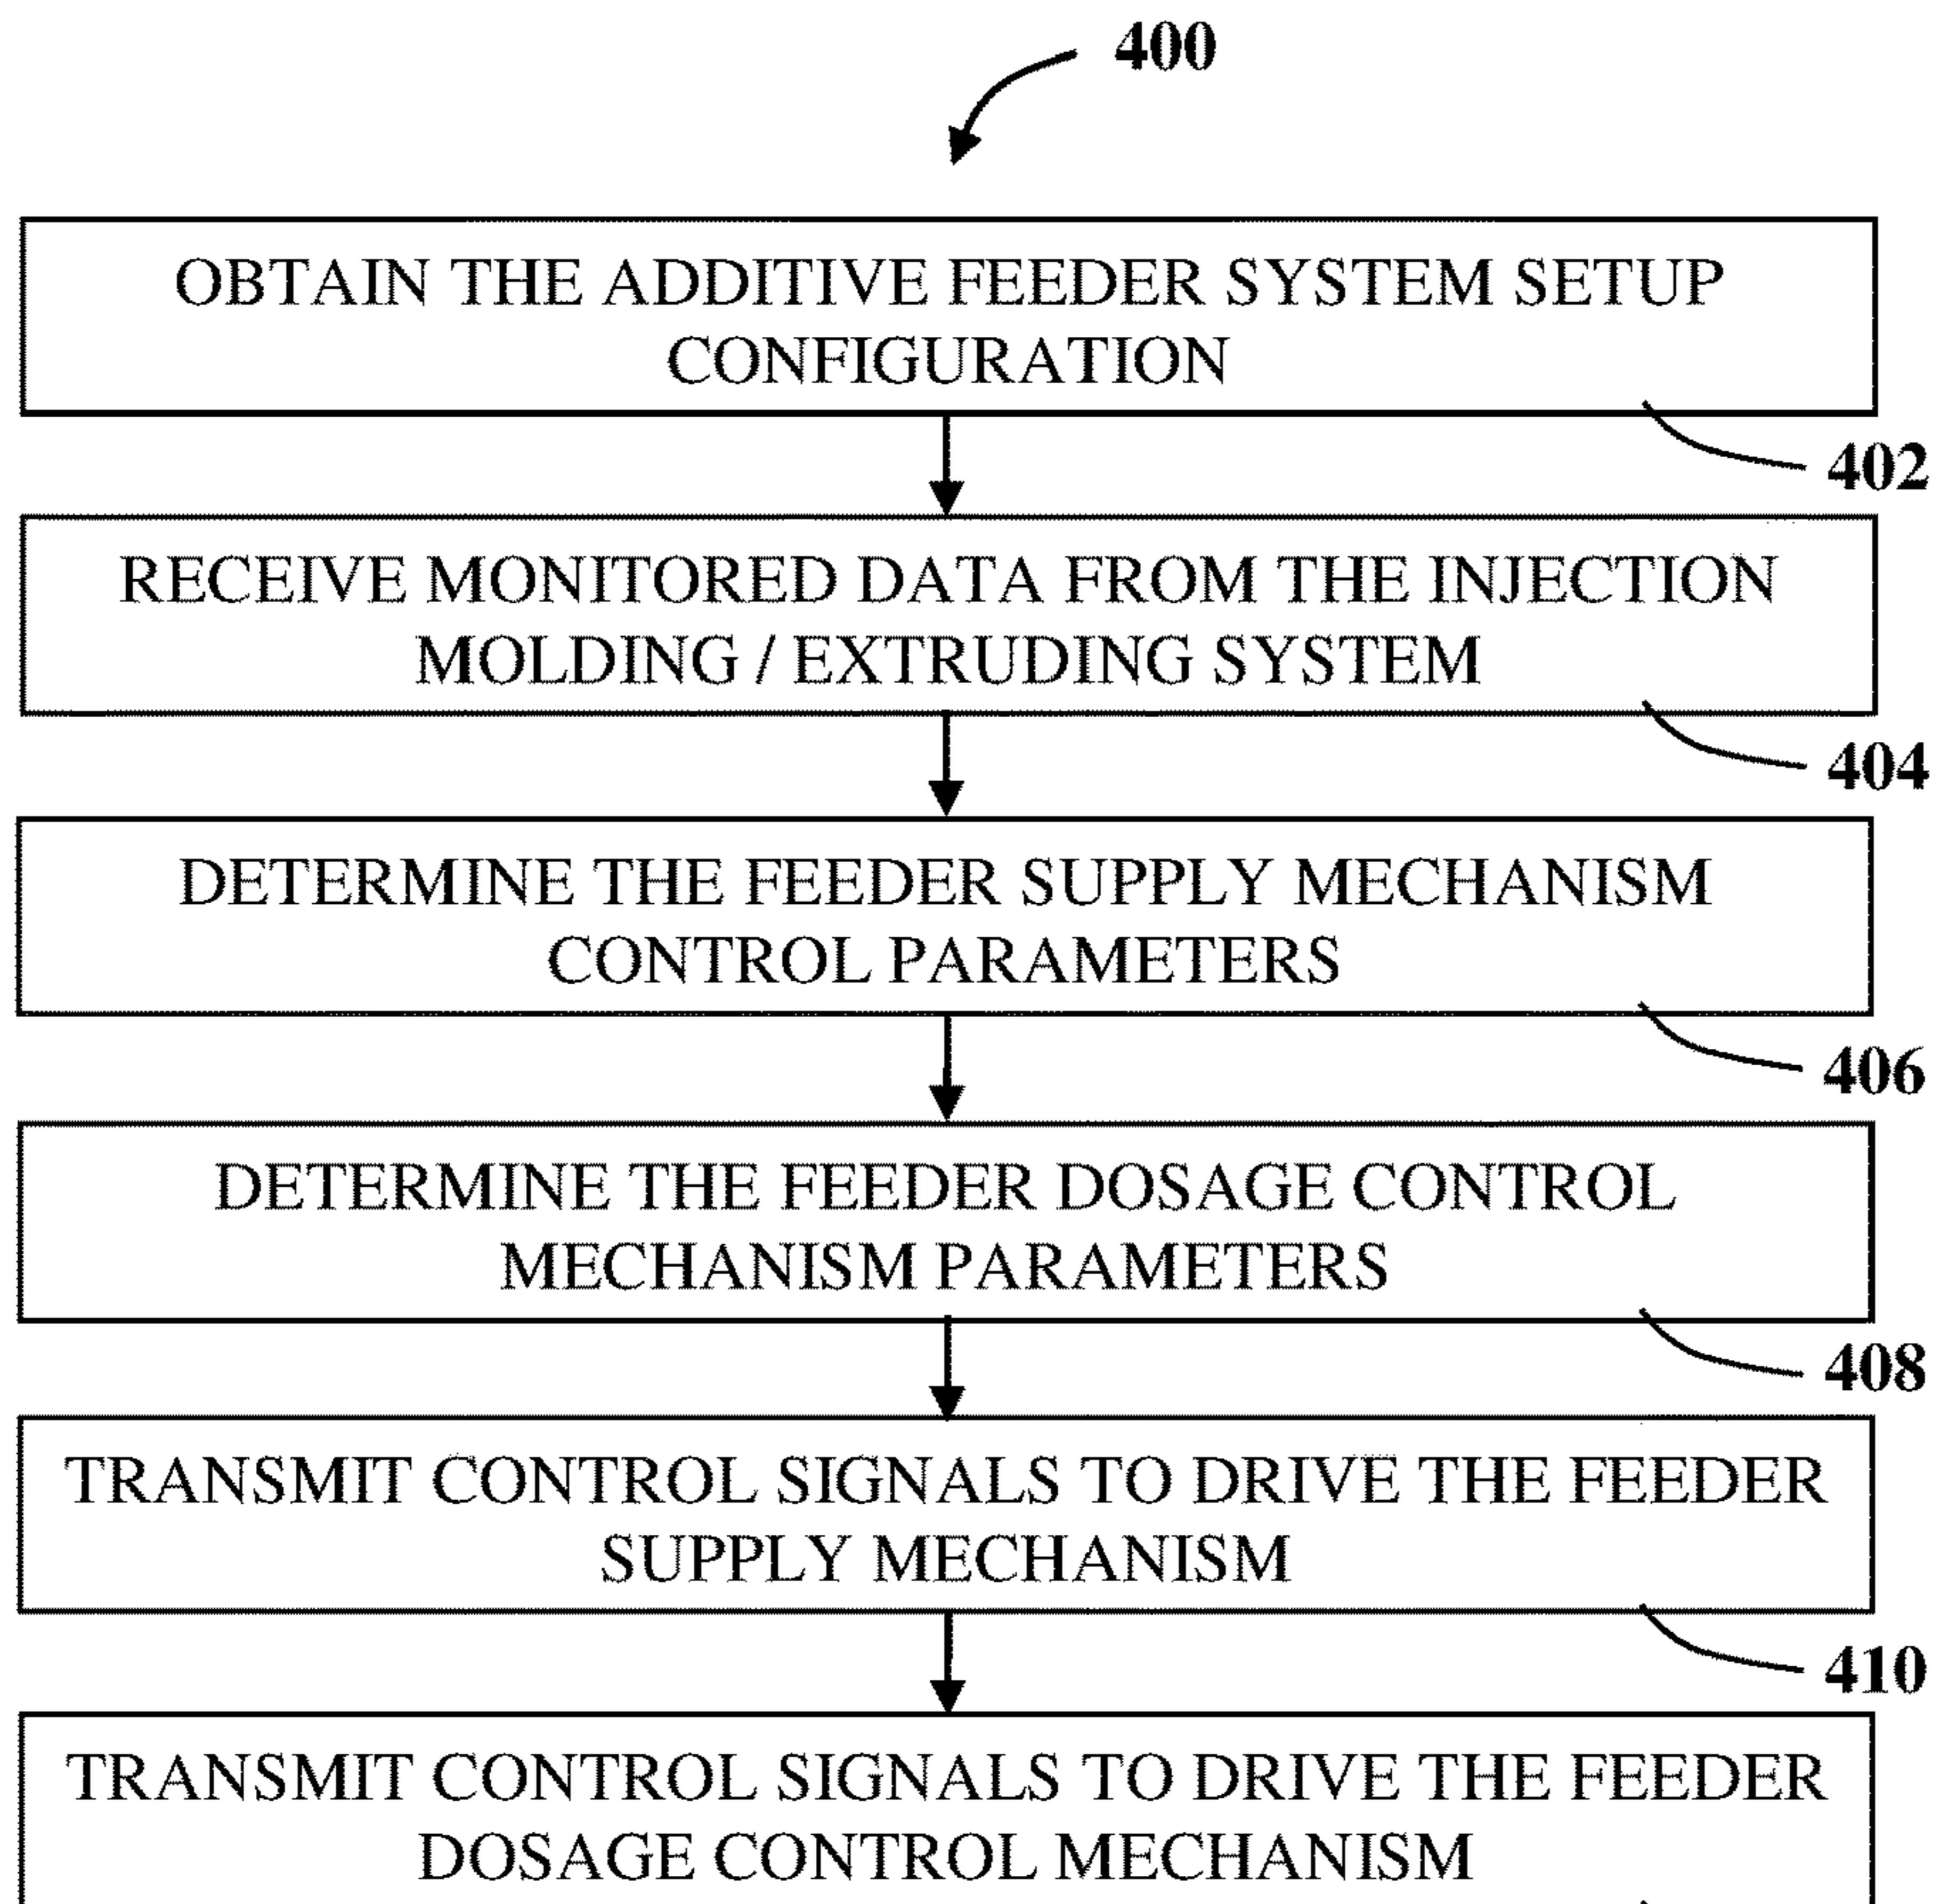 400
OBTAIN THE ADDITIVE FEEDER SYSTEM SETUP
CONFIGURATION
402
RECEIVE MONITORED DATA FROM THE INJECTION
MOLDING / EXTRUDING SYSTEM
404
DETERMINE THE FEEDER SUPPLY MECHANISM
CONTROL PARAMETERS
406
DETERMINE THE FEEDER DOSAGE CONTROL
MECHANISM PARAMETERS
408
TRANSMIT CONTROL SIGNALS TO DRIVE THE FEEDER
SUPPLY MECHANISM
410
TRANSMIT CONTROL SIGNALS TO DRIVE THE FEEDER
DOSAGE CONTROL MECHANISM